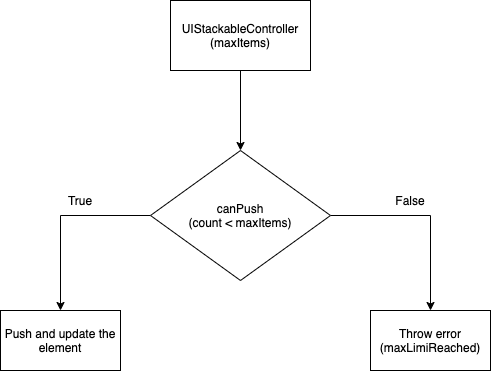 UIStackableController
(maxItems)
True
False
canPush
(count < maxItems)
Push and update the
element
Throw error
(maxLimiReached)